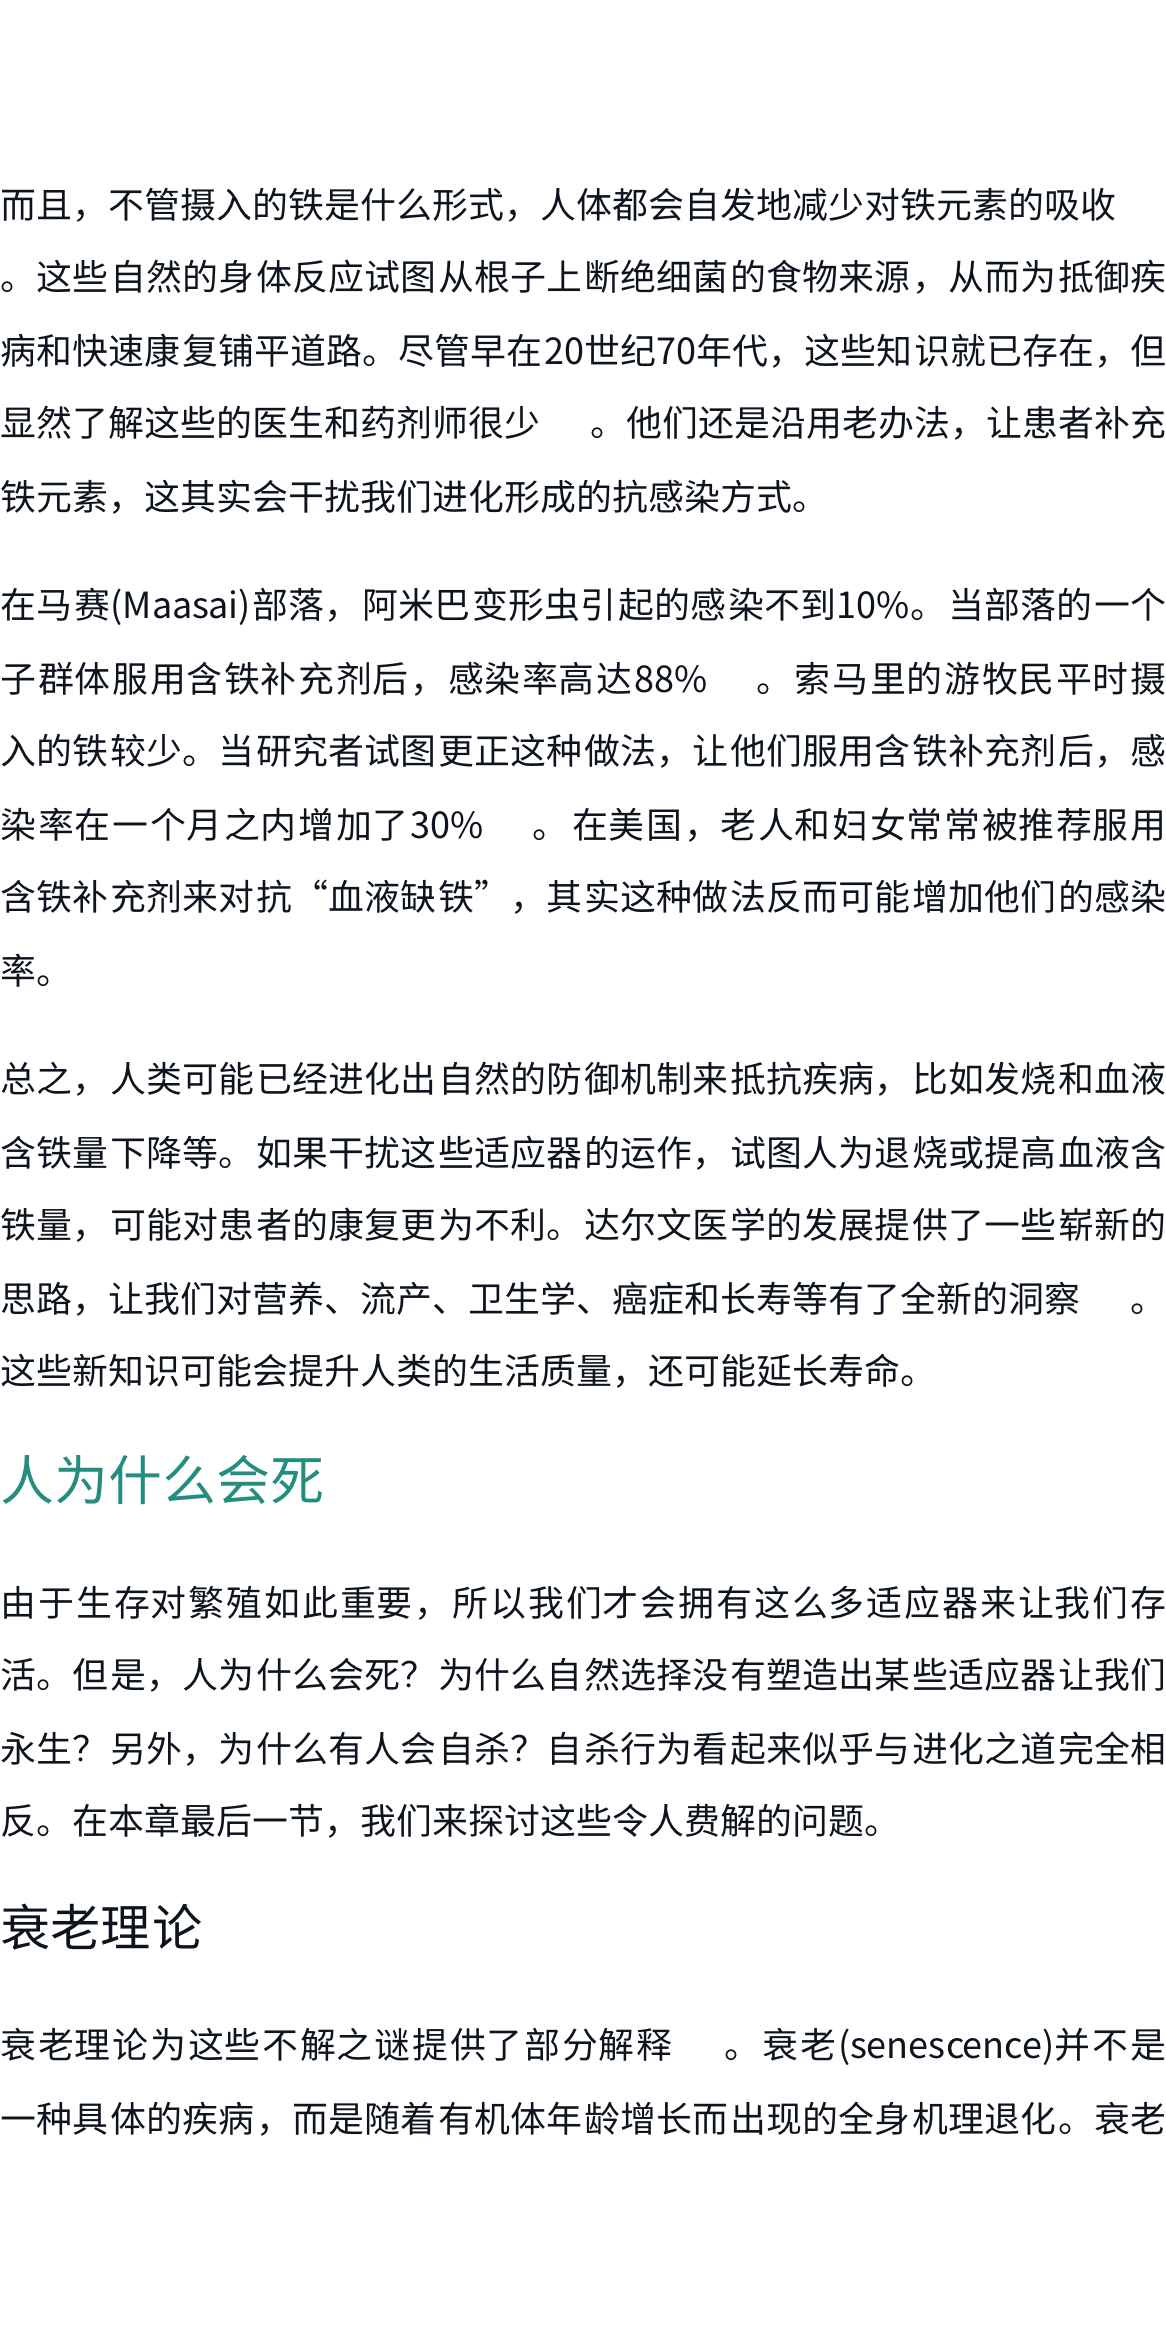 而且，不管摄入的铁是什么形式，人体都会自发地减少对铁元素的吸收
。这些自然的身体反应试图从根子上断绝细菌的食物来源，从而为抵御疾
病和快速康复铺平道路。尽管早在20世纪70年代，这些知识就已存在，但
显然了解这些的医生和药剂师很少 。他们还是沿用老办法，让患者补充
铁元素，这其实会干扰我们进化形成的抗感染方式。
在马赛(Maasai)部落，阿米巴变形虫引起的感染不到10%。当部落的一个
子群体服用含铁补充剂后，感染率高达88% 。索马里的游牧民平时摄
入的铁较少。当研究者试图更正这种做法，让他们服用含铁补充剂后，感
染率在一个月之内增加了30% 。在美国，老人和妇女常常被推荐服用
含铁补充剂来对抗“血液缺铁”，其实这种做法反而可能增加他们的感染
率。
总之，人类可能已经进化出自然的防御机制来抵抗疾病，比如发烧和血液
含铁量下降等。如果干扰这些适应器的运作，试图人为退烧或提高血液含
铁量，可能对患者的康复更为不利。达尔文医学的发展提供了一些崭新的
思路，让我们对营养、流产、卫生学、癌症和长寿等有了全新的洞察 。
这些新知识可能会提升人类的生活质量，还可能延长寿命。
人为什么会死
由于生存对繁殖如此重要，所以我们才会拥有这么多适应器来让我们存
活。但是，人为什么会死？为什么自然选择没有塑造出某些适应器让我们
永生？另外，为什么有人会自杀？自杀行为看起来似乎与进化之道完全相
反。在本章最后一节，我们来探讨这些令人费解的问题。
衰老理论
衰老理论为这些不解之谜提供了部分解释 。衰老(senescence)并不是
一种具体的疾病，而是随着有机体年龄增长而出现的全身机理退化。衰老